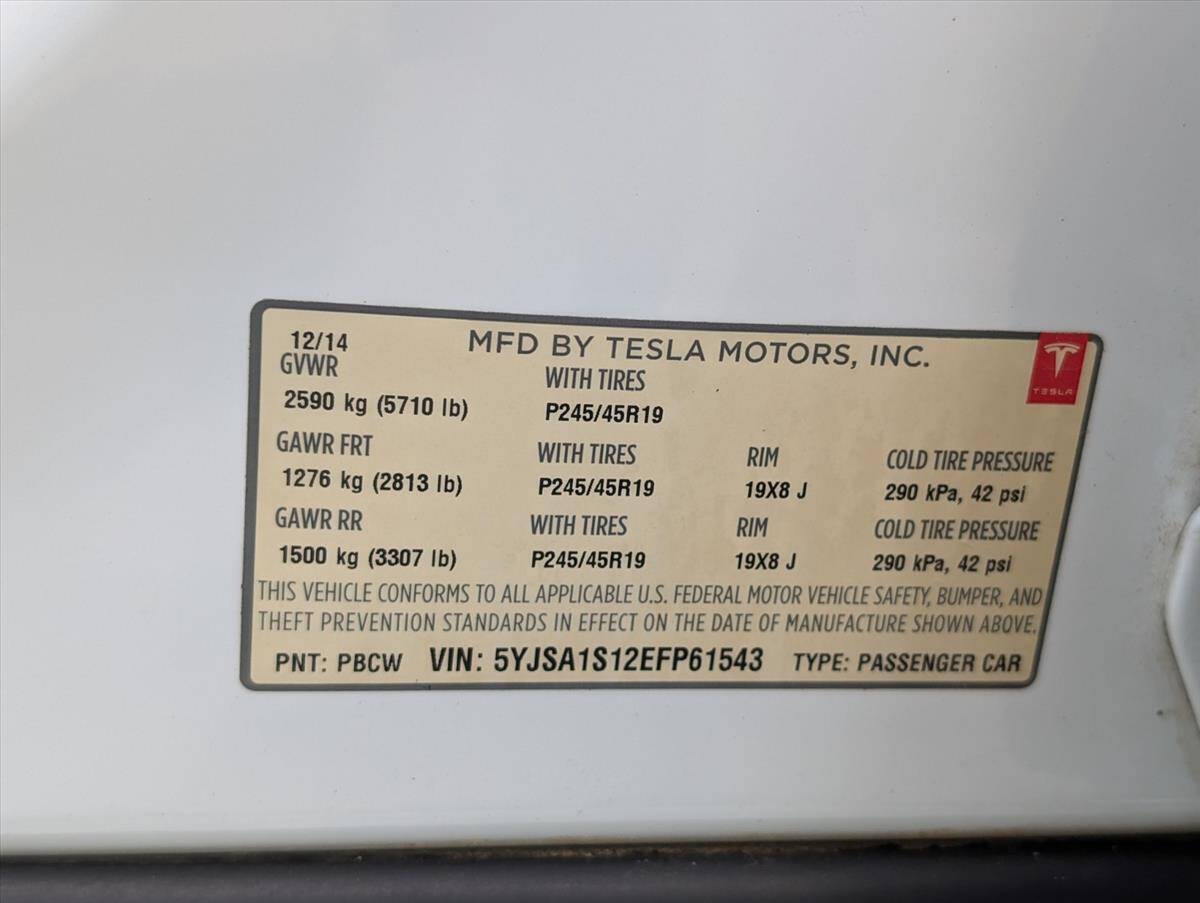 12/14 MFD BY TESLA MOTORS, INC.
TESLA
GVWR WITH TIRES
2590 kg (5710 lb) P245/45R19
GAWR FRT WITH TIRES RIM COLD TIRE PRESSURE
1276 kg (2813 lb) P245/45R19 19X8 J 290 kPa, 42 psi
GAWR RR WITH TIRES RIM COLD TIRE PRESSURE
1500 kg (3307 lb) P245/45R19 19X8 J 290 kPa, 42 psi
THIS VEHICLE CONFORMS TO ALL APPLICABLE U.S. FEDERAL MOTOR VEHICLE SAFETY, BUMPER, AND
THEFT PREVENTION STANDARDS IN EFFECT ON THE DATE OF MANUFACTURE SHOWN ABOVE.
PNT: PBCW VIN: 5YJSA1S12EFP61543 TYPE: PASSENGER CAR